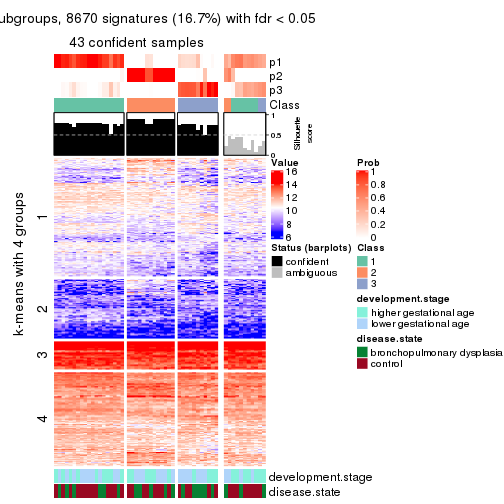 ubgroups, 8670 signatures (16.7%) with fdr < 0.05
43 confident samples
p1
p2
p3
Class
1
0.5
0
Silhouette
score
k-means with 4 groups
1
2
3
4
Value
16
14
12
10
8
6
Prob
1
0.8
0.6
0.4
0.2
0
Status (barplots)
confident
ambiguous
Class
1
2
3
development.stage
higher gestational age
lower gestational age
disease.state
bronchopulmonary dysplasia
control
development.stage
disease.state